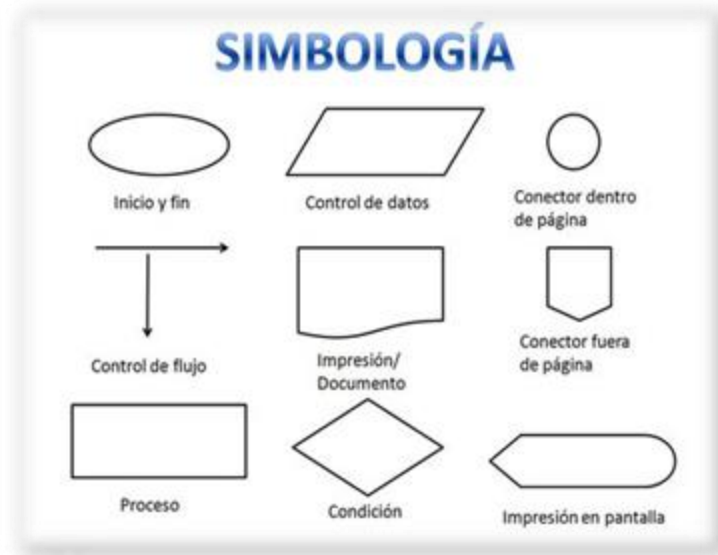 SIMBOLOGÍA
Inicio y fin
Control de datos
Conector dentro
de página
Control de flujo
Impresión/
Documento
Conector fuera
de página
Proceso
Condición
Impresión en pantalla